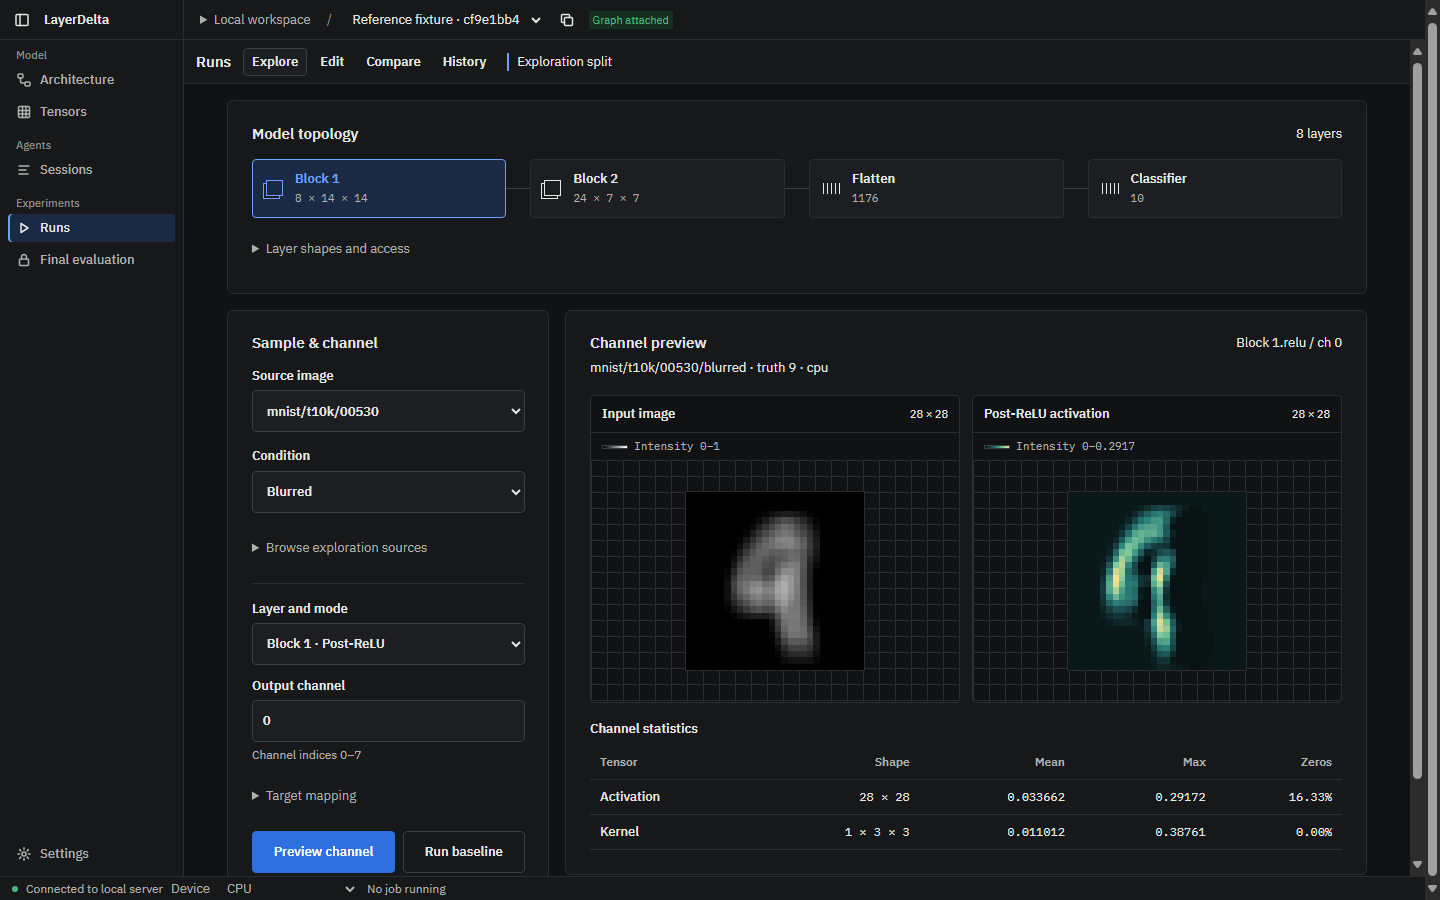 LayerDelta
Local workspace / Reference fixture · cf9e1bb4 Graph attached
Model
Architecture
Tensors
Agents
Sessions
Experiments
Runs
Final evaluation
Settings
Runs Explore Edit Compare History Exploration split
Model topology 8 layers
Block 1
8 × 14 × 14
Block 2
24 × 7 × 7
Flatten
1176
Classifier
10
Layer shapes and access
Sample & channel
Source image
mnist/t10k/00530
Condition
Blurred
Browse exploration sources
Layer and mode
Block 1 · Post-ReLU
Output channel
0
Channel indices 0–7
Target mapping
Preview channel Run baseline
Channel preview Block 1.relu / ch 0
mnist/t10k/00530/blurred · truth 9 · cpu
Input image 28 × 28
Intensity 0–1
Post-ReLU activation 28 × 28
Intensity 0–0.2917
Channel statistics
Tensor Shape Mean Max Zeros
Activation 28 × 28 0.033662 0.29172 16.33%
Kernel 1 × 3 × 3 0.011012 0.38761 0.00%
Connected to local server Device CPU No job running